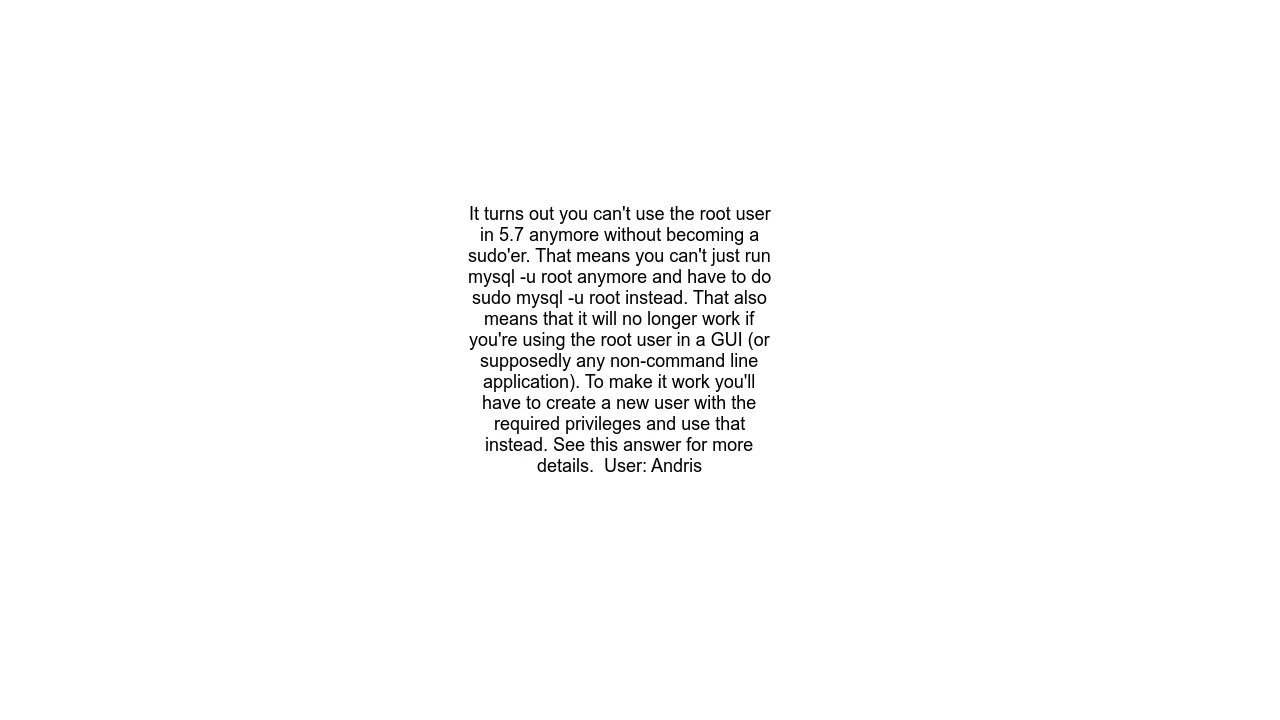 It turns out you can't use the root user
in 5.7 anymore without becoming a
sudo'er. That means you can't just run
mysql -u root anymore and have to do
sudo mysql -u root instead. That also
means that it will no longer work if
you're using the root user in a GUI (or
supposedly any non-command line
application). To make it work you'll
have to create a new user with the
required privileges and use that
instead. See this answer for more
details.  User: Andris